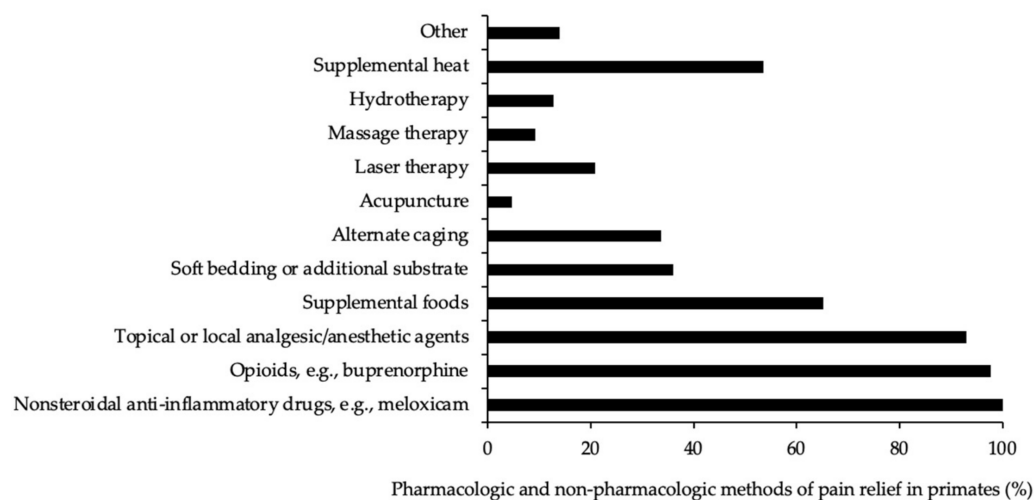 Other
Supplemental heat
Hydrotherapy
Massage therapy
Laser therapy
Acupuncture
Alternate caging
Soft bedding or additional substrate
Supplemental foods
Topical or local analgesic/anesthetic agents
Opioids, e.g., buprenorphine
Nonsteroidal anti-inflammatory drugs, e.g., meloxicam
0 20 40 60 80 100
Pharmacologic and non-pharmacologic methods of pain relief in primates (%)